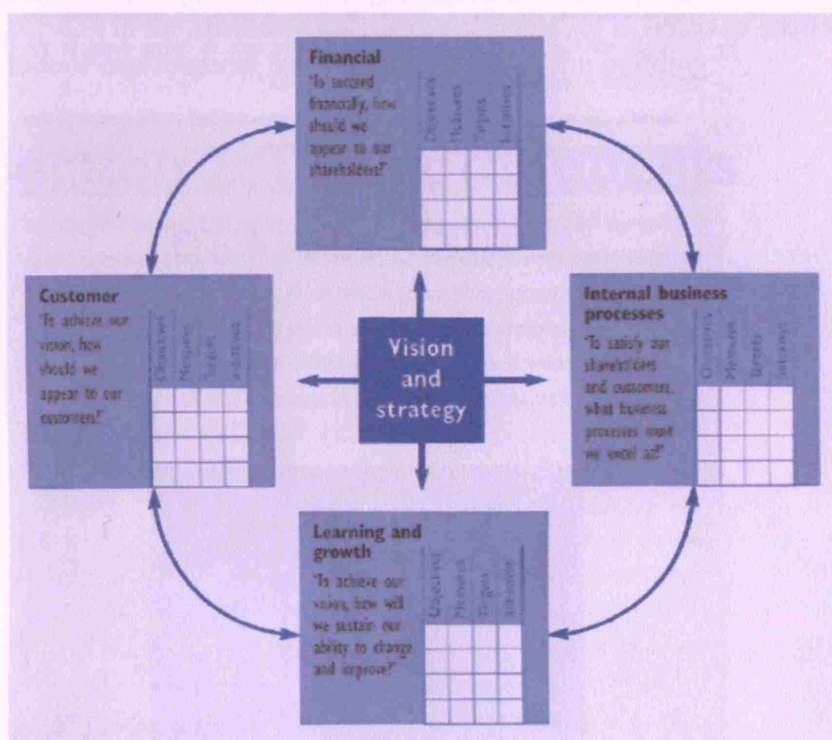 Financial
"To succeed
financially, how
should we
appear to our
shareholders?"
Objectives
Measures
Targets
Initiatives
Customer
"To achieve our
vision, how
should we
appear to our
customers?"
Objectives
Measures
Targets
Initiatives
Vision
and
strategy
Internal business
processes
"To satisfy our
shareholders
and customers,
what business
processes must
we excel at?"
Objectives
Measures
Targets
Initiatives
Learning and
growth
"To achieve our
vision, how will
we sustain our
ability to change
and improve?"
Objectives
Measures
Targets
Initiatives